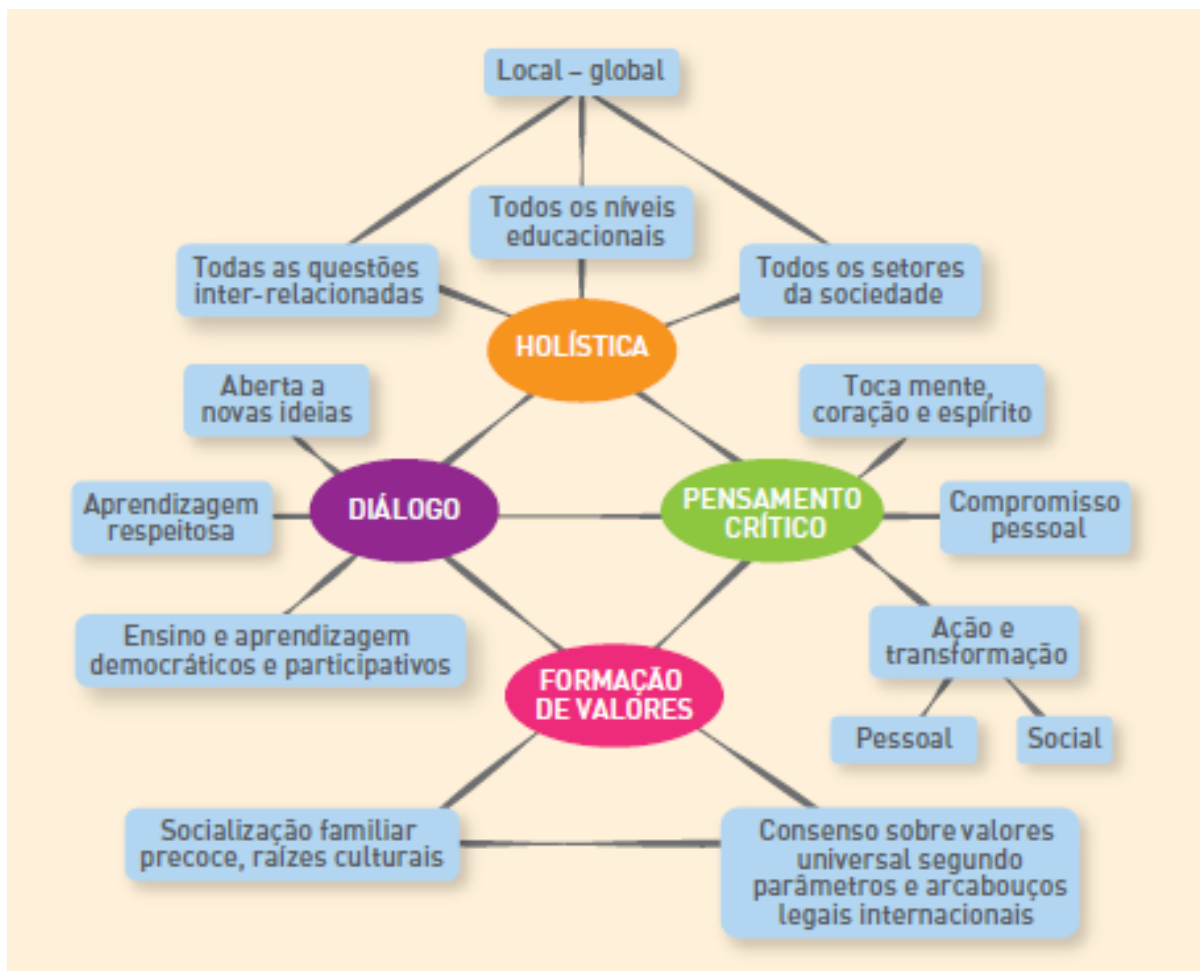 Local – global
Todos os níveis
educacionais
Todas as questões
inter-relacionadas
Todos os setores
da sociedade
HOLÍSTICA
Aberta a
novas ideias
Toca mente,
coração e espírito
Aprendizagem
respeitosa
DIÁLOGO
PENSAMENTO
CRÍTICO
Compromisso
pessoal
Ensino e aprendizagem
democráticos e participativos
Ação e
transformação
FORMAÇÃO
DE VALORES
Pessoal
Social
Socialização familiar
precoce, raízes culturais
Consenso sobre valores
universal segundo
parâmetros e arcabouços
legais internacionais